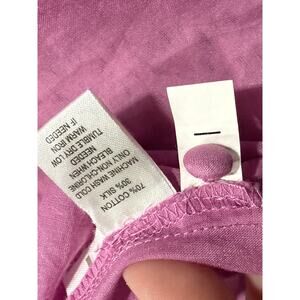 70% COTTON
30% SILK
MACHINE WASH COLD
ONLY NON-CHLORINE
BLEACH WHEN
NEEDED
TUMBLE DRY LOW
WARM IRON
IF NEEDED